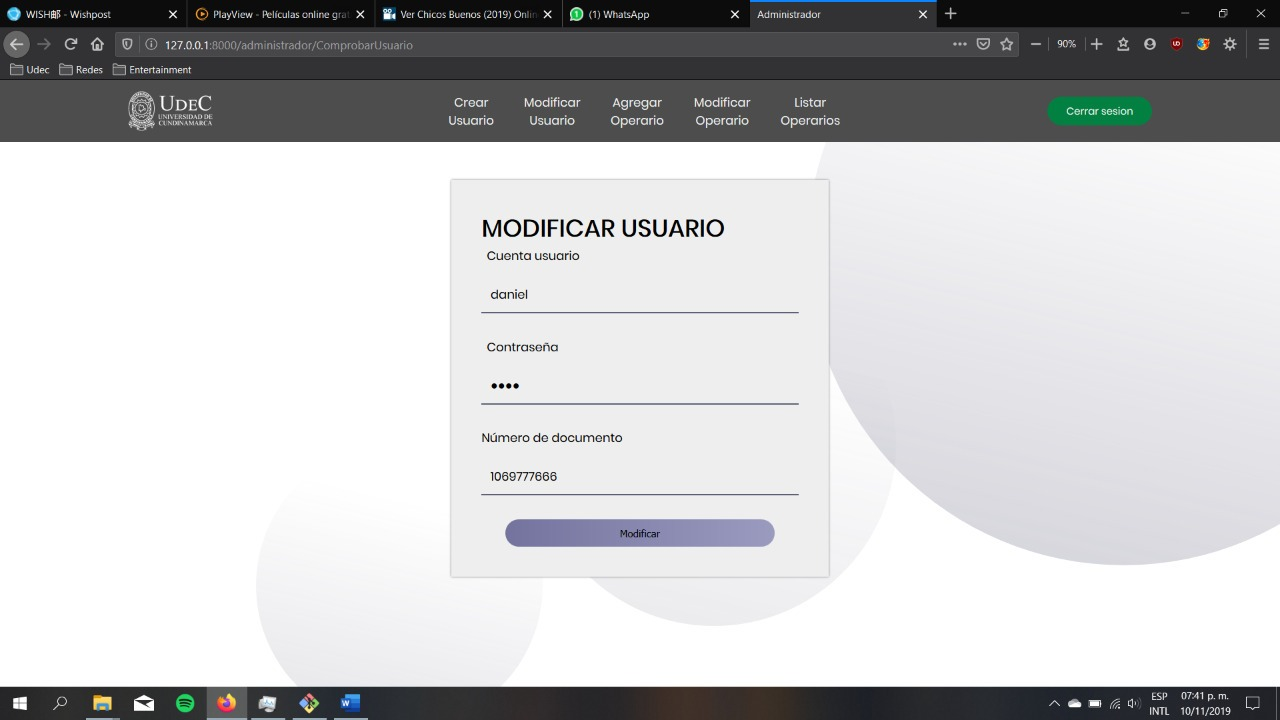 WISH邮 - Wishpost
PlayView - Películas online grat
Ver Chicos Buenos (2019) Onlin
(1) WhatsApp
Administrador
127.0.0.1:8000/administrador/ComprobarUsuario
90%
Udec
Redes
Entertainment
UDEC
UNIVERSIDAD DE
CUNDINAMARCA
Crear
Usuario
Modificar
Usuario
Agregar
Operario
Modificar
Operario
Listar
Operarios
Cerrar sesion
MODIFICAR USUARIO
Cuenta usuario
daniel
Contraseña
••••
Número de documento
1069777666
Modificar
ESP
INTL
07:41 p. m.
10/11/2019